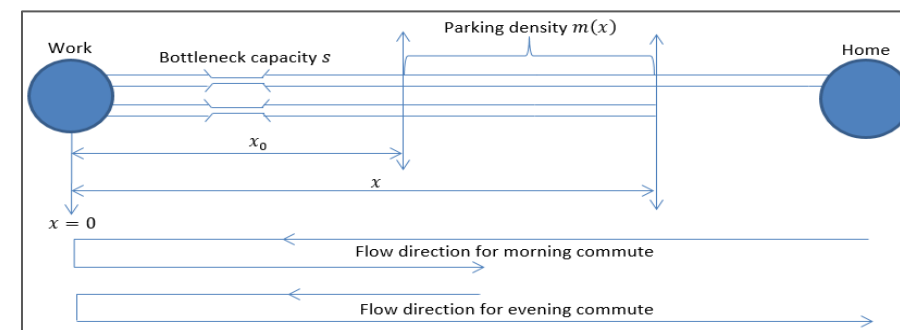 Parking density m(x)
Work
Home
Bottleneck capacity s
x₀
x
x = 0
Flow direction for morning commute
Flow direction for evening commute